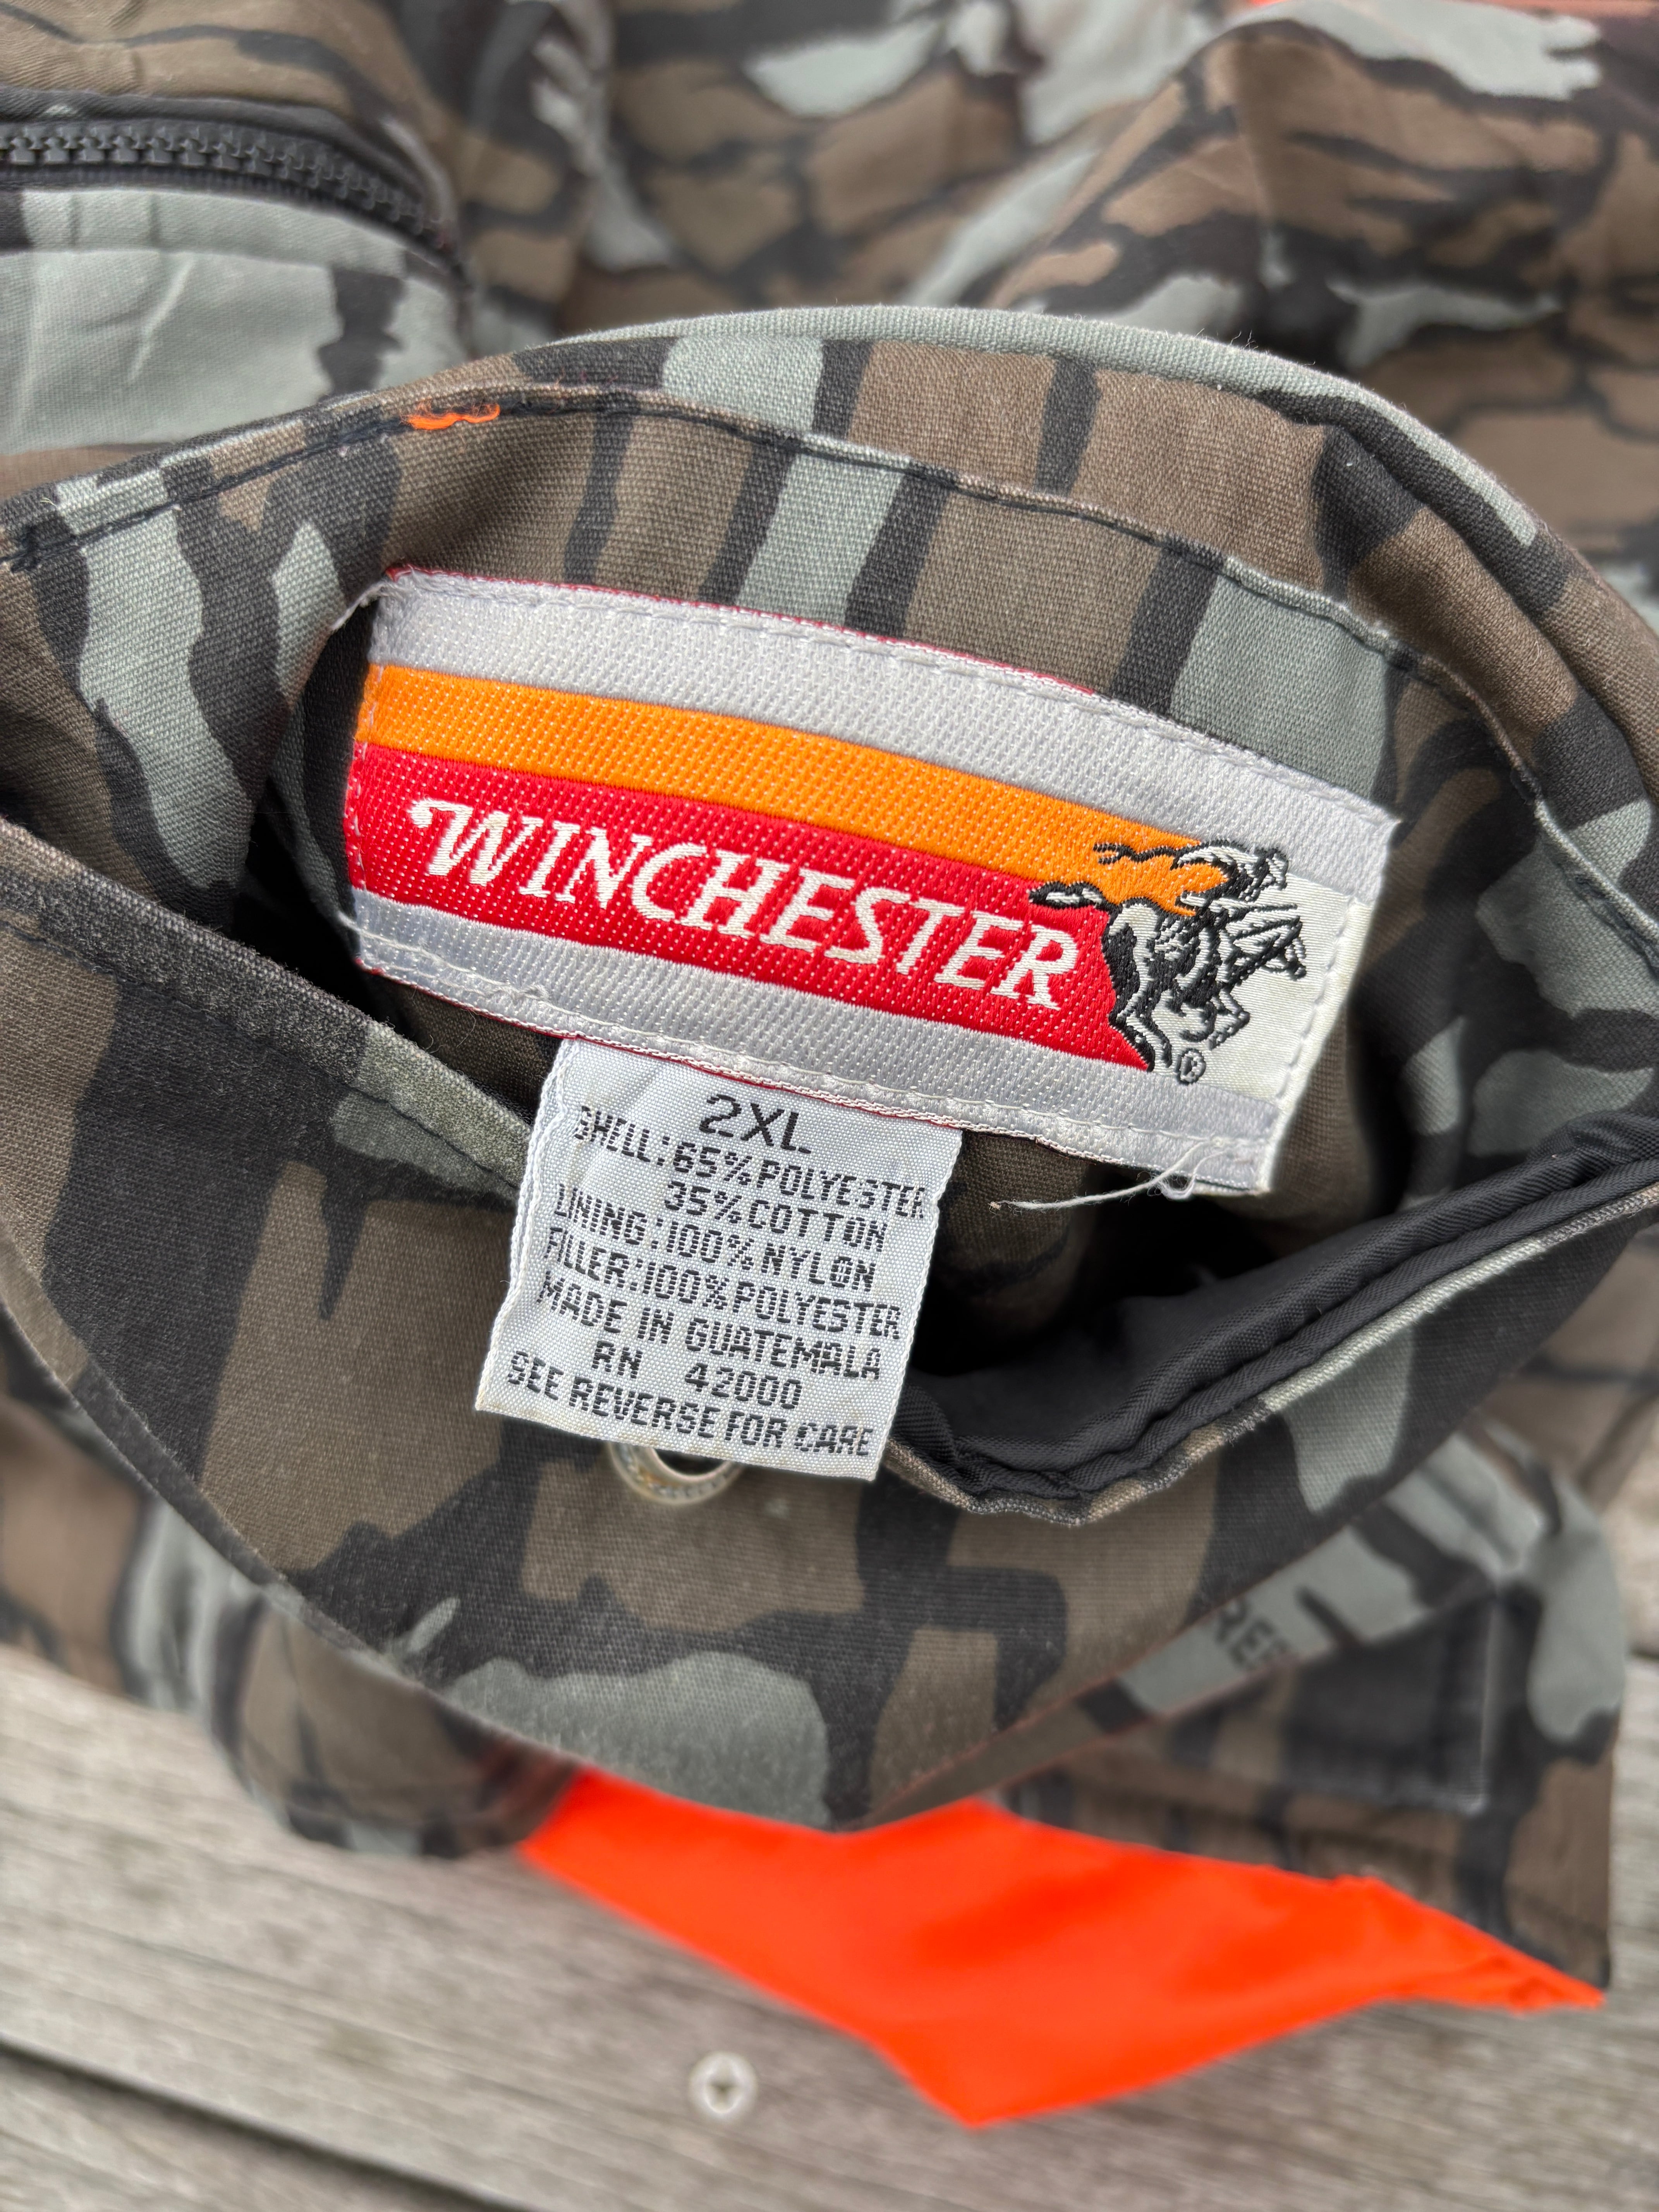 WINCHESTER
®
2XL
SHELL:65%POLYESTER
35%COTTON
LINING:100%NYLON
FILLER:100%POLYESTER
MADE IN GUATEMALA
RN 42000
SEE REVERSE FOR CARE